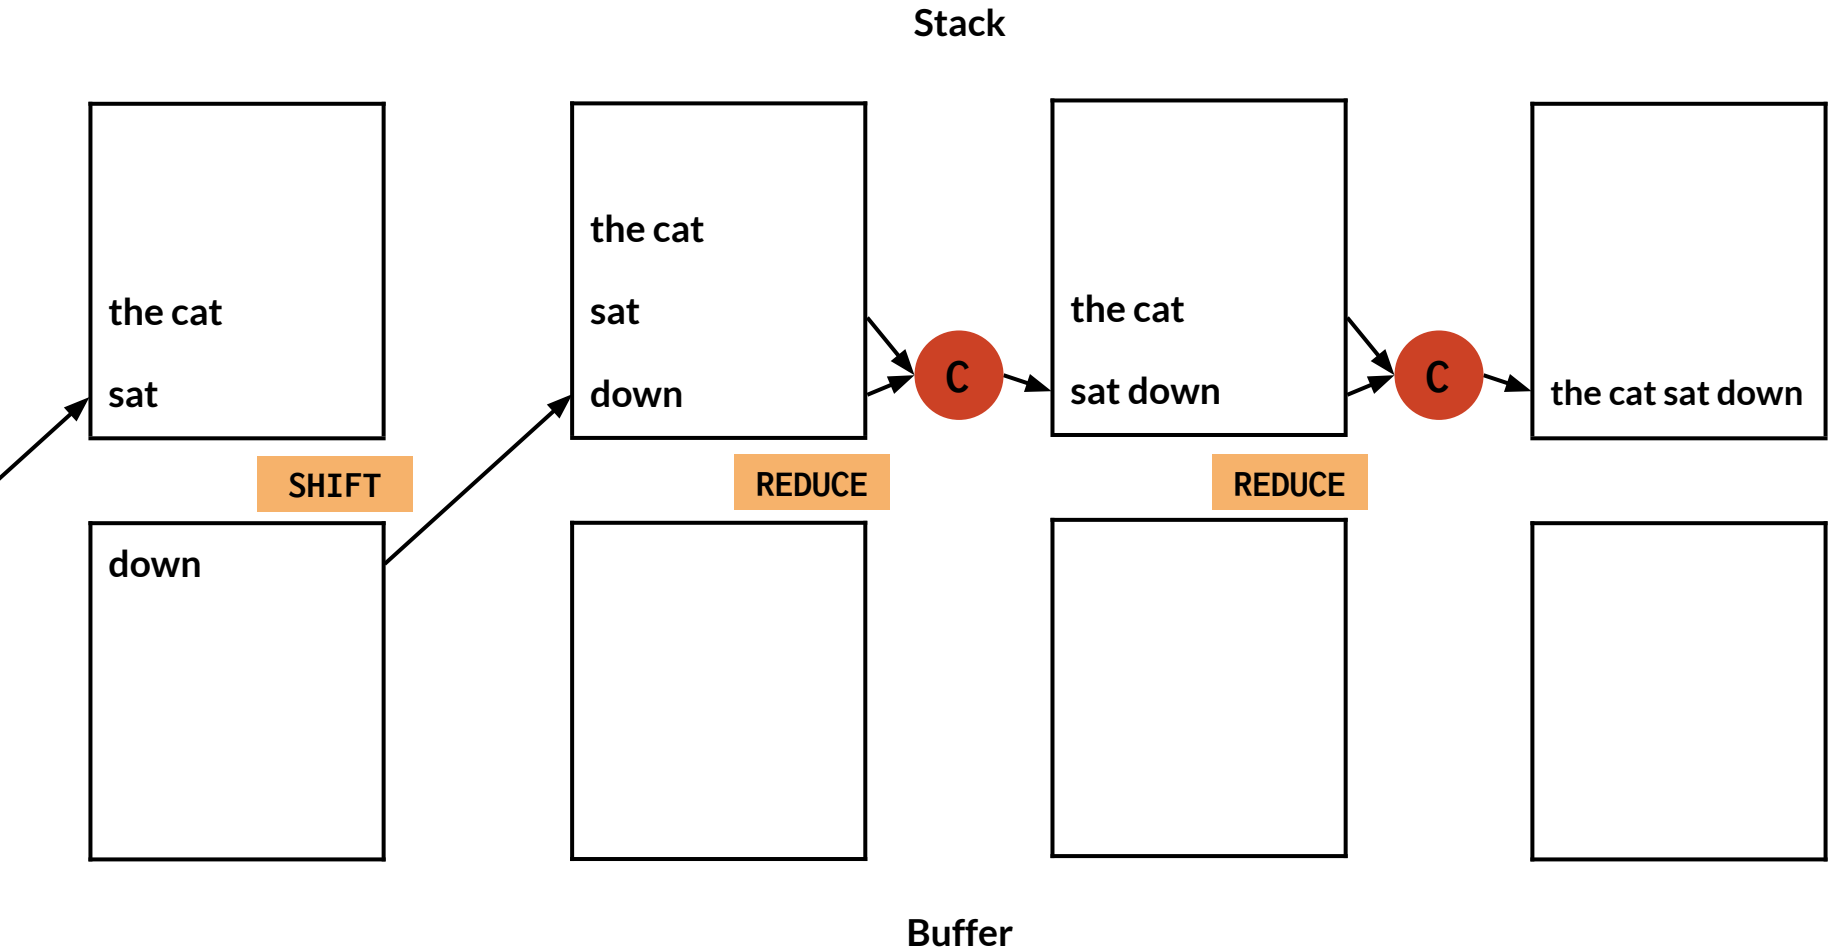 Stack
the cat
sat
the cat
sat
down
C
the cat
sat down
C
the cat sat down
SHIFT
REDUCE
REDUCE
down
Buffer